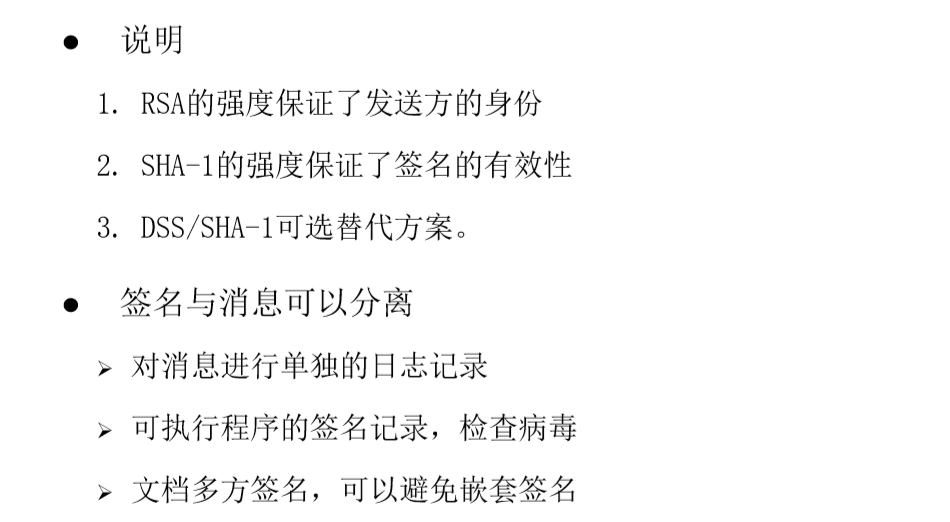 ● 说明
1. RSA的强度保证了发送方的身份
2. SHA-1的强度保证了签名的有效性
3. DSS/SHA-1可选替代方案。
● 签名与消息可以分离
➢ 对消息进行单独的日志记录
➢ 可执行程序的签名记录，检查病毒
➢ 文档多方签名，可以避免嵌套签名